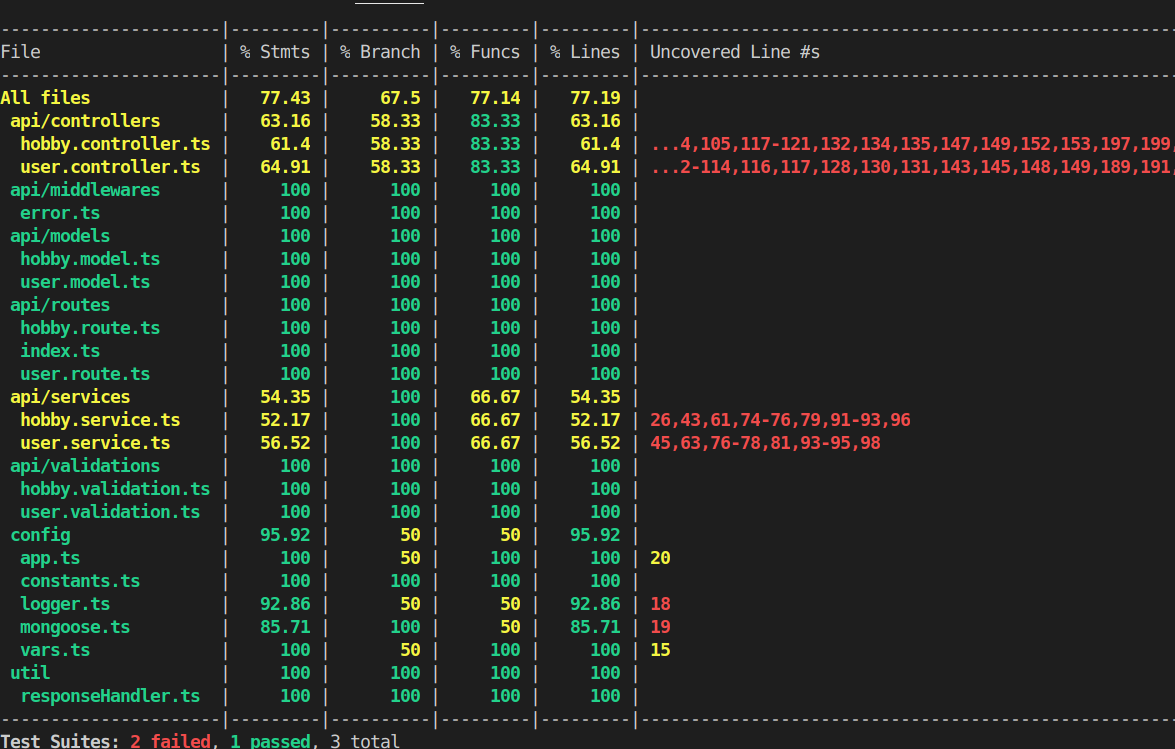 ----------------------|---------|----------|---------|---------|------------------------------------------------------
File                  | % Stmts | % Branch | % Funcs | % Lines | Uncovered Line #s
----------------------|---------|----------|---------|---------|------------------------------------------------------
All files             |   77.43 |     67.5 |   77.14 |   77.19 |
 api/controllers      |   63.16 |    58.33 |   83.33 |   63.16 |
  hobby.controller.ts |    61.4 |    58.33 |   83.33 |    61.4 | ...4,105,117-121,132,134,135,147,149,152,153,197,199,
  user.controller.ts  |   64.91 |    58.33 |   83.33 |   64.91 | ...2-114,116,117,128,130,131,143,145,148,149,189,191,
 api/middlewares      |     100 |      100 |     100 |     100 |
  error.ts            |     100 |      100 |     100 |     100 |
 api/models           |     100 |      100 |     100 |     100 |
  hobby.model.ts      |     100 |      100 |     100 |     100 |
  user.model.ts       |     100 |      100 |     100 |     100 |
 api/routes           |     100 |      100 |     100 |     100 |
  hobby.route.ts      |     100 |      100 |     100 |     100 |
  index.ts            |     100 |      100 |     100 |     100 |
  user.route.ts       |     100 |      100 |     100 |     100 |
 api/services         |   54.35 |      100 |   66.67 |   54.35 |
  hobby.service.ts    |   52.17 |      100 |   66.67 |   52.17 | 26,43,61,74-76,79,91-93,96
  user.service.ts     |   56.52 |      100 |   66.67 |   56.52 | 45,63,76-78,81,93-95,98
 api/validations      |     100 |      100 |     100 |     100 |
  hobby.validation.ts |     100 |      100 |     100 |     100 |
  user.validation.ts  |     100 |      100 |     100 |     100 |
 config               |   95.92 |       50 |      50 |   95.92 |
  app.ts              |     100 |       50 |     100 |     100 | 20
  constants.ts        |     100 |      100 |     100 |     100 |
  logger.ts           |   92.86 |       50 |      50 |   92.86 | 18
  mongoose.ts         |   85.71 |      100 |      50 |   85.71 | 19
  vars.ts             |     100 |       50 |     100 |     100 | 15
 util                 |     100 |      100 |     100 |     100 |
  responseHandler.ts  |     100 |      100 |     100 |     100 |
----------------------|---------|----------|---------|---------|------------------------------------------------------
Test Suites: 2 failed, 1 passed, 3 total